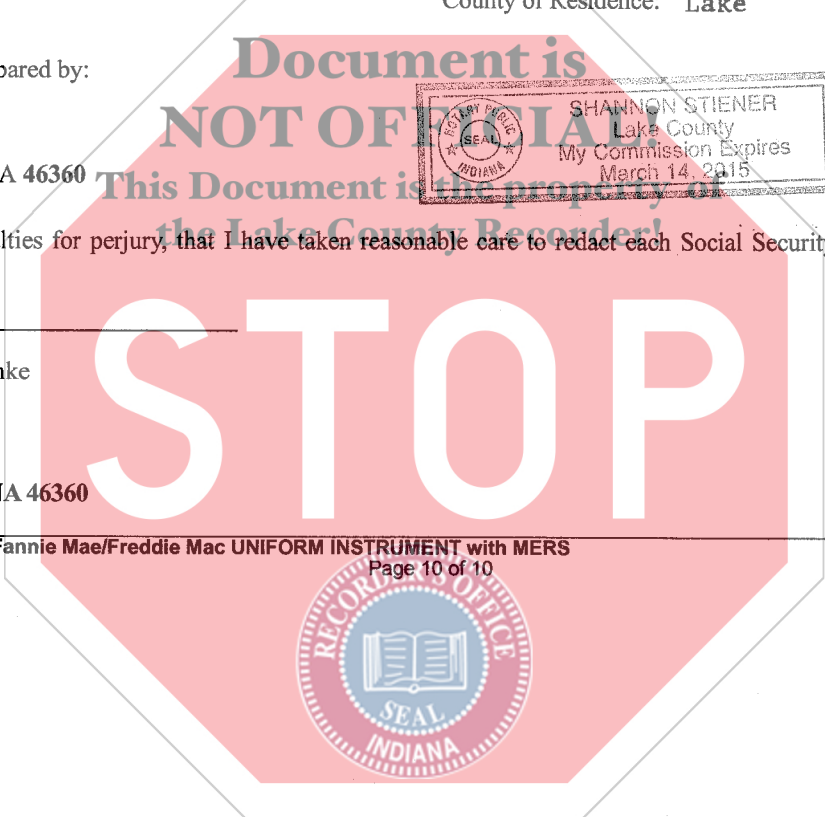 County of Residence: Lake
Document is
pared by:
NOT OFFICIAL!
SHANNON STIENER
Lake County
My Commission Expires
March 14, 2015
NOTARY PUBLIC
SEAL
INDIANA
A 46360
This Document is the property of
the Lake County Recorder!
lties for perjury, that I have taken reasonable care to redact each Social Security
STOP
nke
NA 46360
Fannie Mae/Freddie Mac UNIFORM INSTRUMENT with MERS
Page 10 of 10
RECORDER'S OFFICE
SEAL
INDIANA